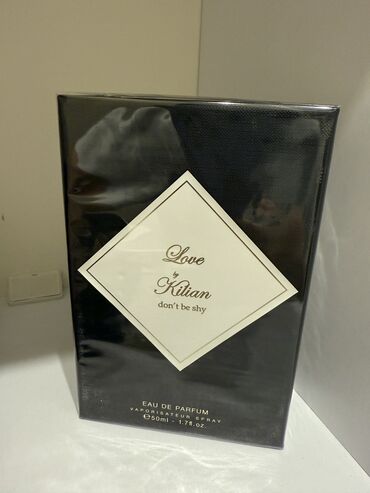 Love
by
Kilian
don't be shy
EAU DE PARFUM
VAPORISATEUR SPRAY
℮50ml - 1.7fl.oz.